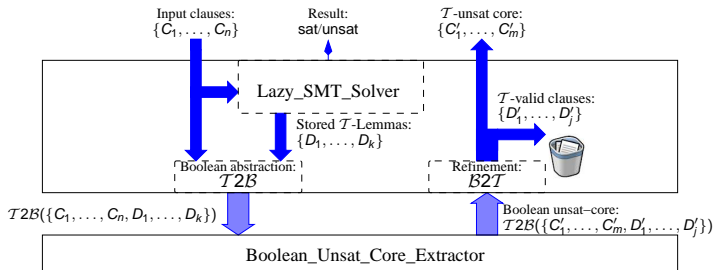 Input clauses:
{C₁, . . . , Cₙ}
Result:
sat/unsat
𝒯-unsat core:
{C′₁, . . . , C′ₘ}
Lazy_SMT_Solver
𝒯-valid clauses:
{D′₁, . . . , D′ⱼ}
Stored 𝒯-Lemmas:
{D₁, . . . , Dₖ}
Boolean abstraction:
𝒯2ℬ
Refinement:
ℬ2𝒯
𝒯2ℬ({C₁, . . . , Cₙ, D₁, . . . , Dₖ})
Boolean unsat−core:
𝒯2ℬ({C′₁, . . . , C′ₘ, D′₁, . . . , D′ⱼ})
Boolean_Unsat_Core_Extractor